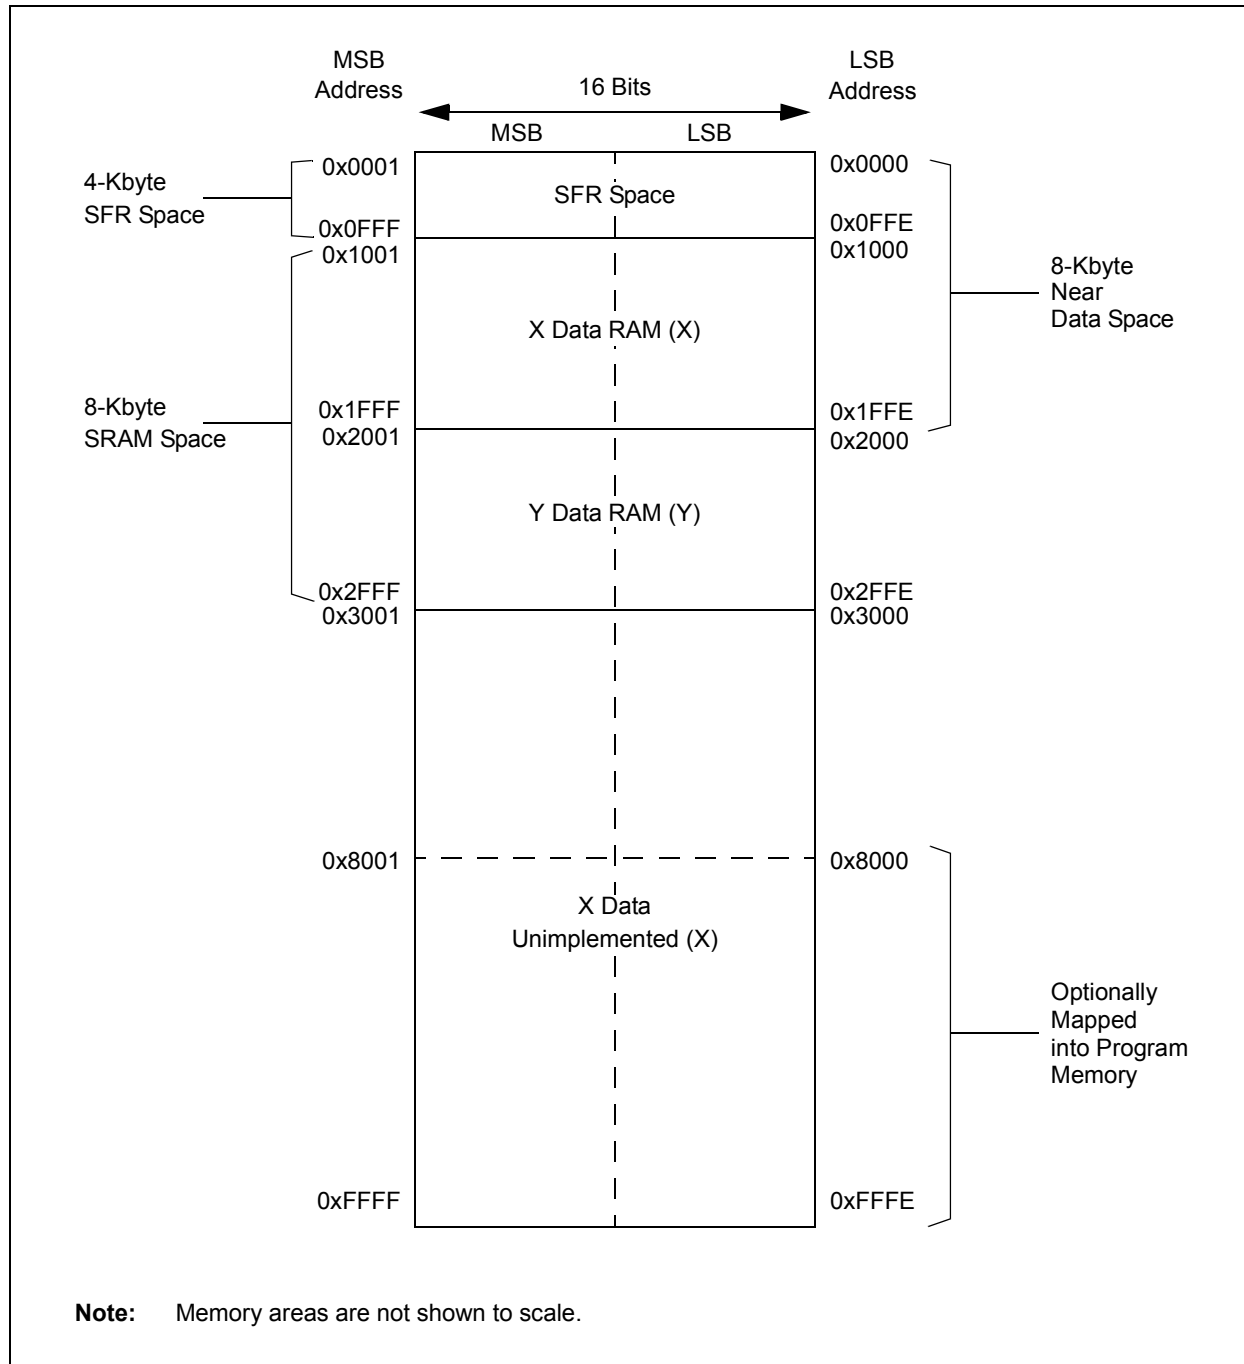 MSB
Address
16 Bits
LSB
Address
MSB
LSB
0x0001
0x0000
4-Kbyte
SFR Space
SFR Space
0x0FFF
0x0FFE
0x1001
0x1000
8-Kbyte
Near
Data Space
X Data RAM (X)
8-Kbyte
SRAM Space
0x1FFF
0x1FFE
0x2001
0x2000
Y Data RAM (Y)
0x2FFF
0x2FFE
0x3001
0x3000
0x8001
0x8000
X Data
Unimplemented (X)
Optionally
Mapped
into Program
Memory
0xFFFF
0xFFFE
Note: Memory areas are not shown to scale.